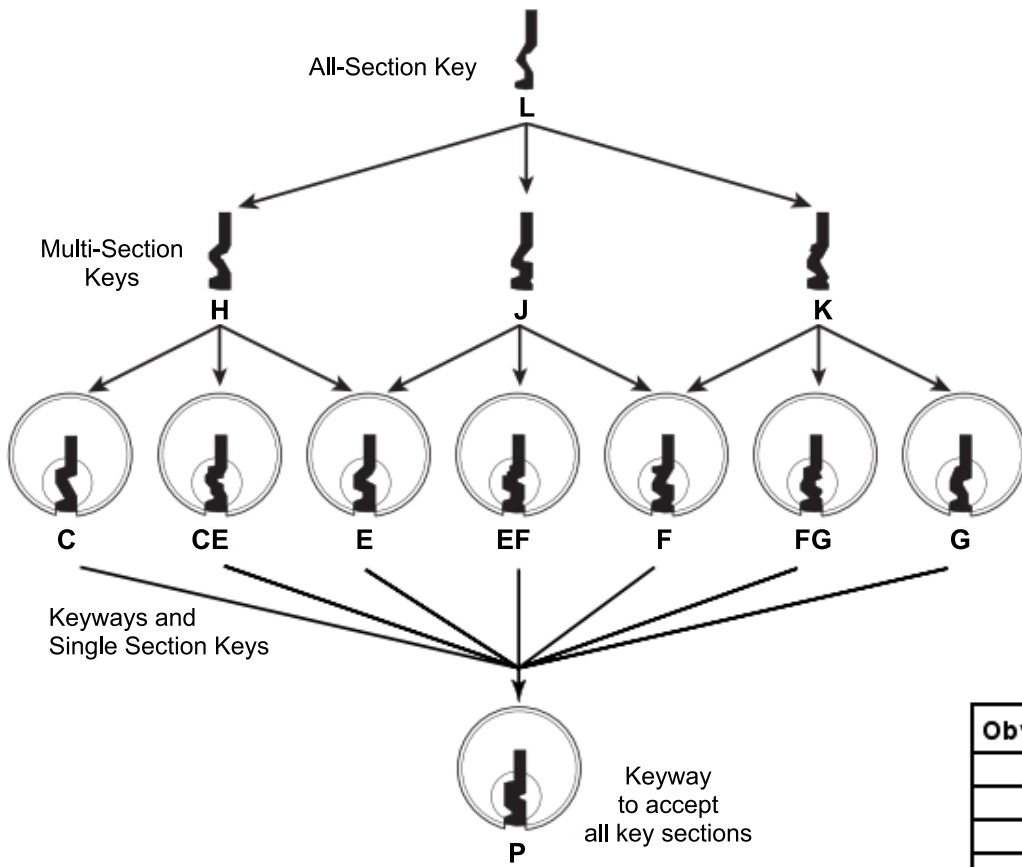 All-Section Key
L
Multi-Section
Keys
H
J
K
C
CE
E
EF
F
FG
G
Keyways and
Single Section Keys
Keyway
to accept
all key sections
P